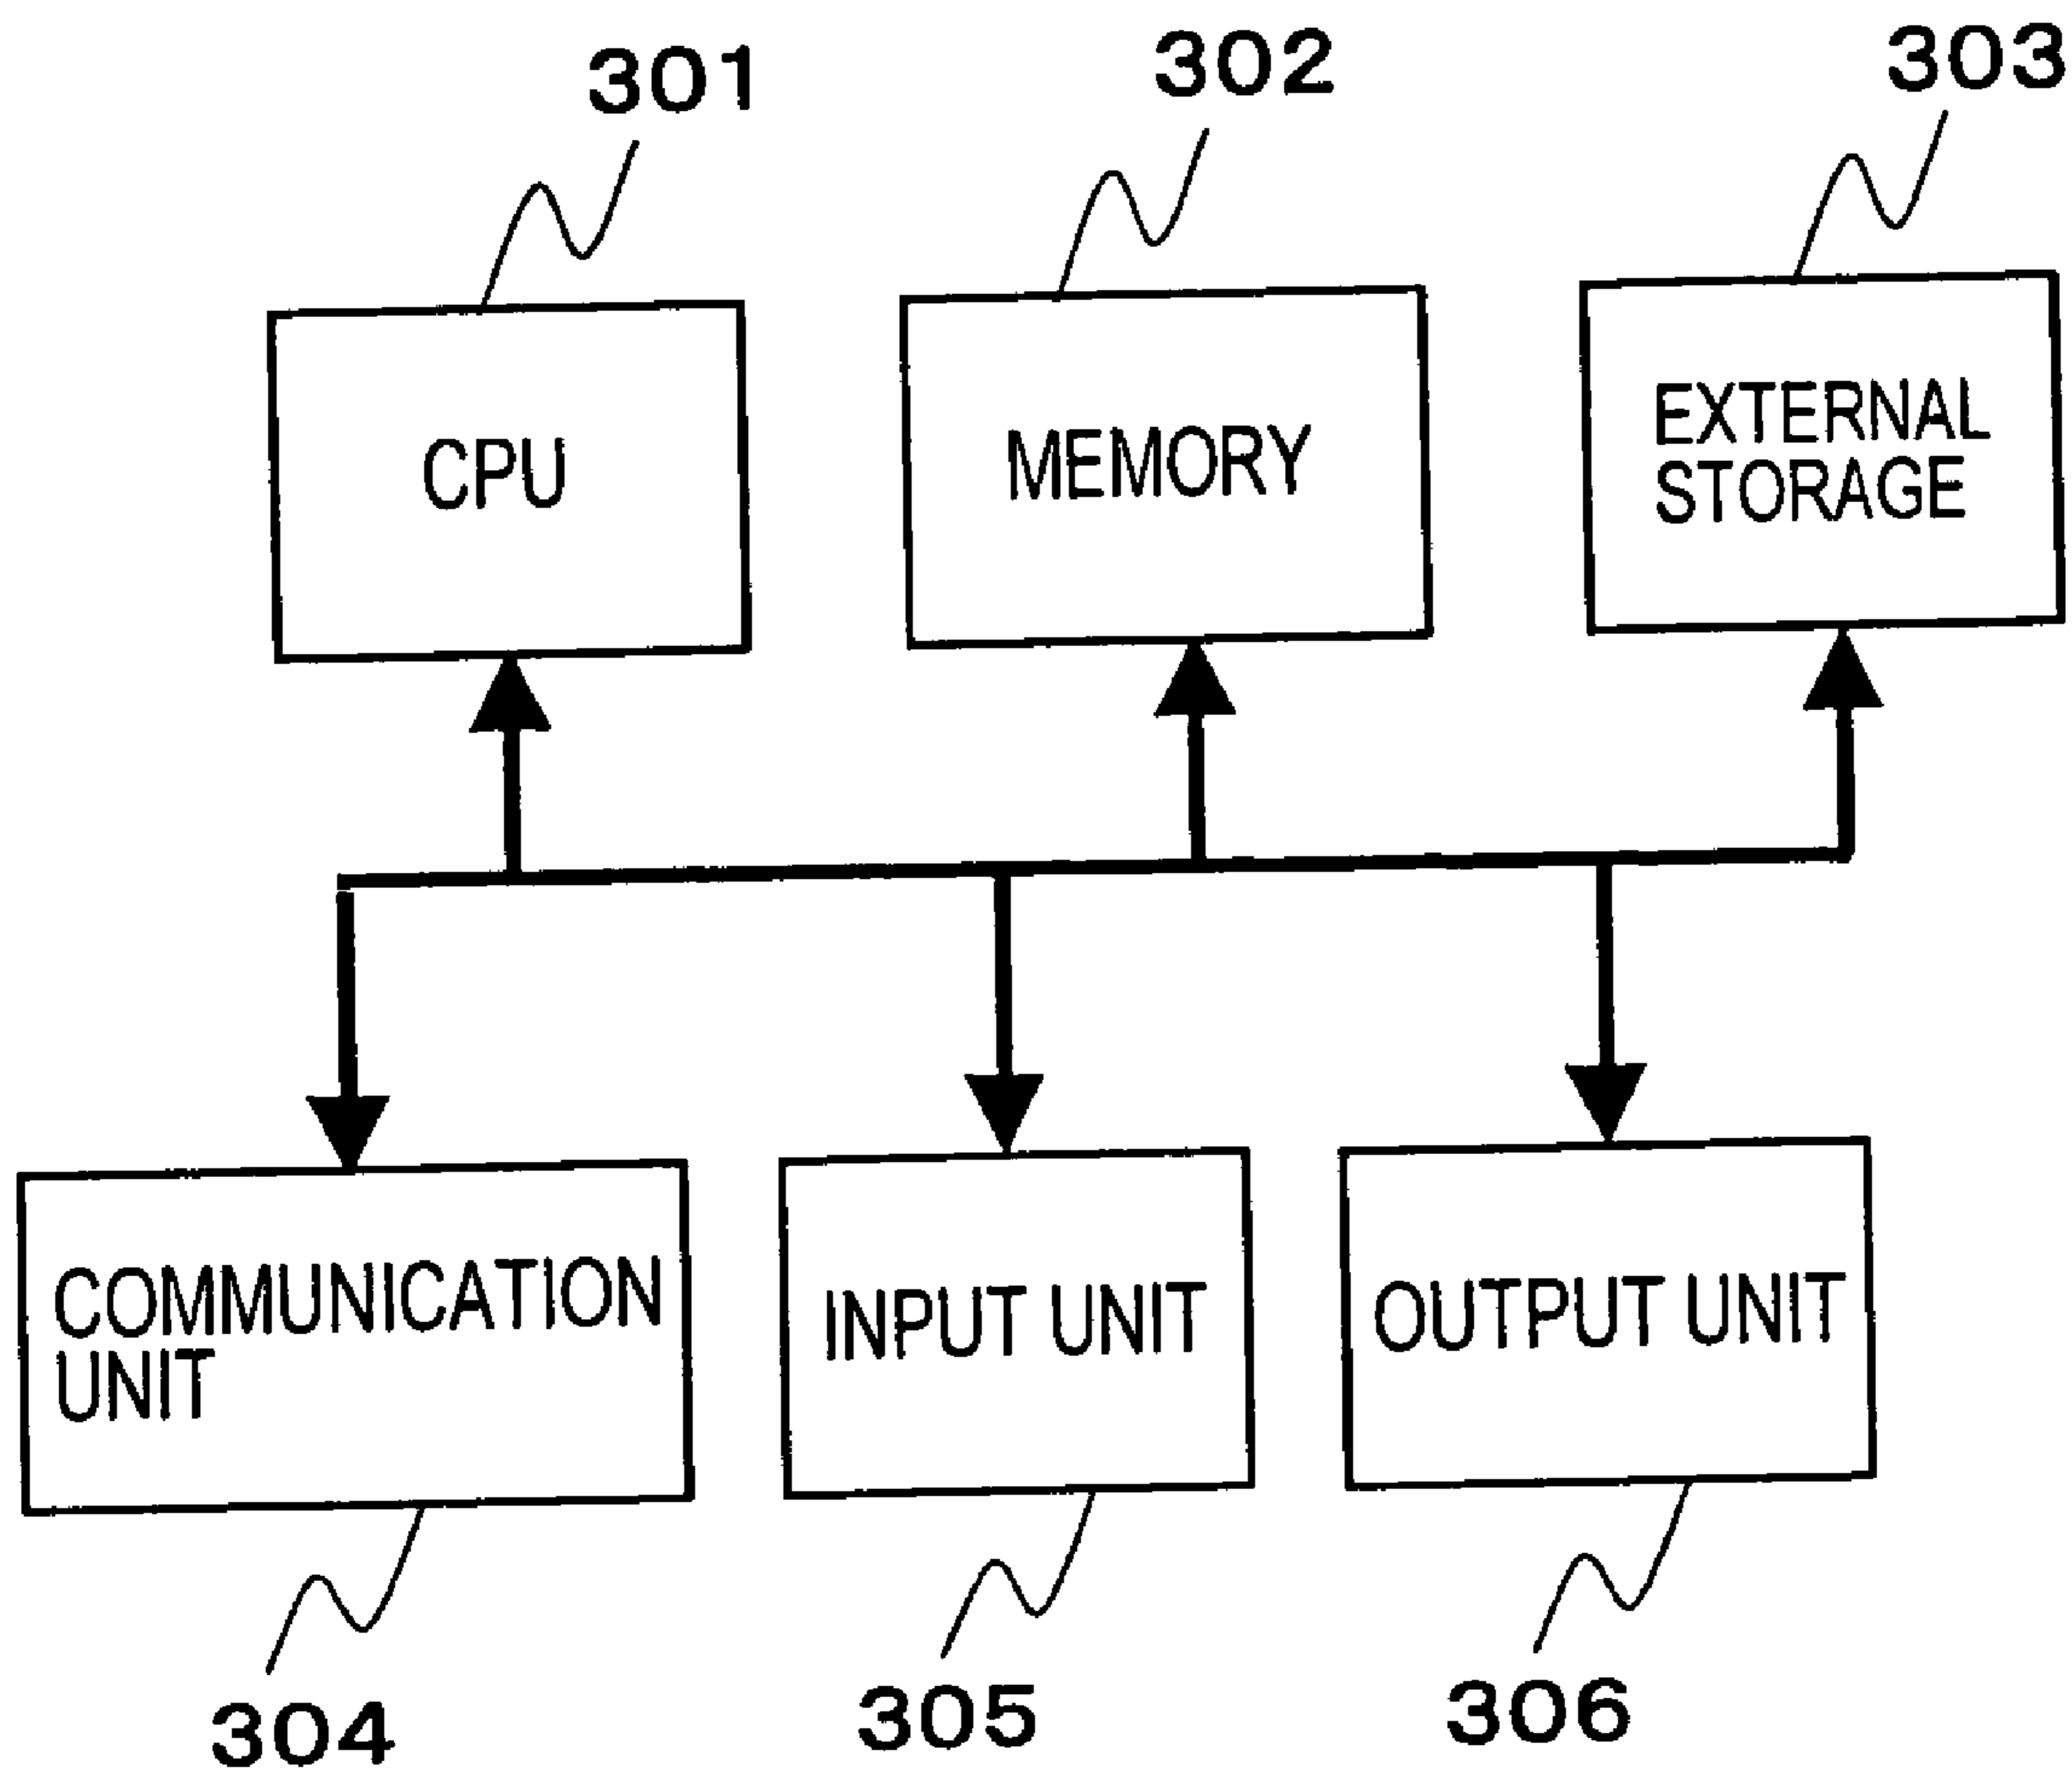 301
302
303
CPU
MEMORY
EXTERNAL
STORAGE
COMMUNICATION
UNIT
INPUT UNIT
OUTPUT UNIT
304
305
306